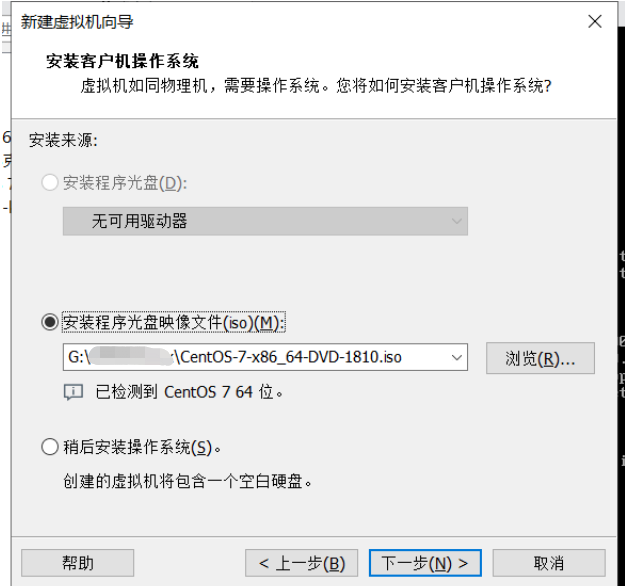 新建虚拟机向导
安装客户机操作系统
虚拟机如同物理机，需要操作系统。您将如何安装客户机操作系统?
安装来源:
安装程序光盘(D):
无可用驱动器
安装程序光盘映像文件(iso)(M):
G:\ \CentOS-7-x86_64-DVD-1810.iso
浏览(R)...
已检测到 CentOS 7 64 位。
稍后安装操作系统(S)。
创建的虚拟机将包含一个空白硬盘。
帮助
< 上一步(B)
下一步(N) >
取消